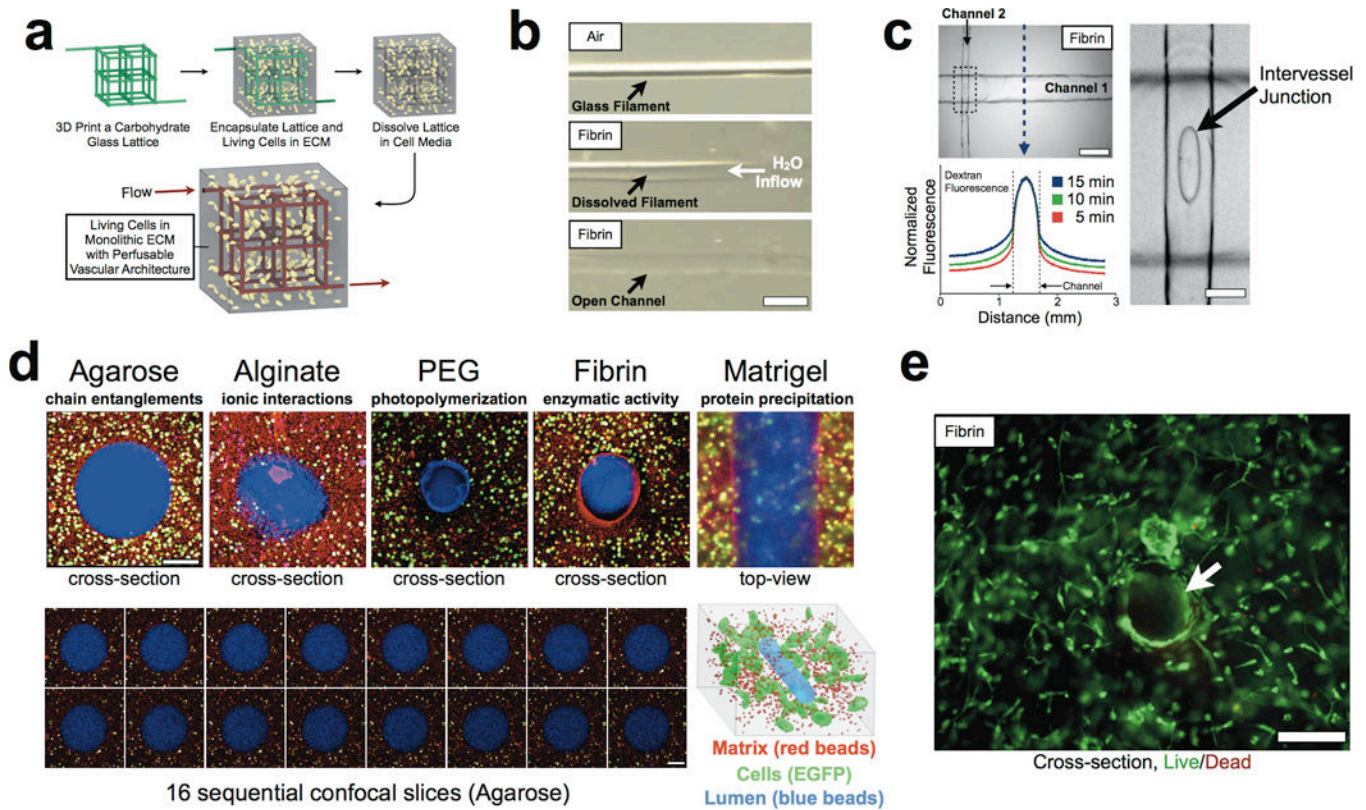 a
3D Print a Carbohydrate
Glass Lattice
Encapsulate Lattice and
Living Cells in ECM
Dissolve Lattice
in Cell Media
Flow
Living Cells in
Monolithic ECM
with Perfusable
Vascular Architecture
b
Air
Glass Filament
Fibrin
H₂O
Inflow
Dissolved Filament
Fibrin
Open Channel
c
Channel 2
Fibrin
Channel 1
Intervessel
Junction
Normalized
Fluorescence
Dextran
Fluorescence
15 min
10 min
5 min
Channel
0 1 2 3
Distance (mm)
d
Agarose
chain entanglements
cross-section
Alginate
ionic interactions
cross-section
PEG
photopolymerization
cross-section
Fibrin
enzymatic activity
cross-section
Matrigel
protein precipitation
top-view
16 sequential confocal slices (Agarose)
Matrix (red beads)
Cells (EGFP)
Lumen (blue beads)
e
Fibrin
Cross-section, Live/Dead